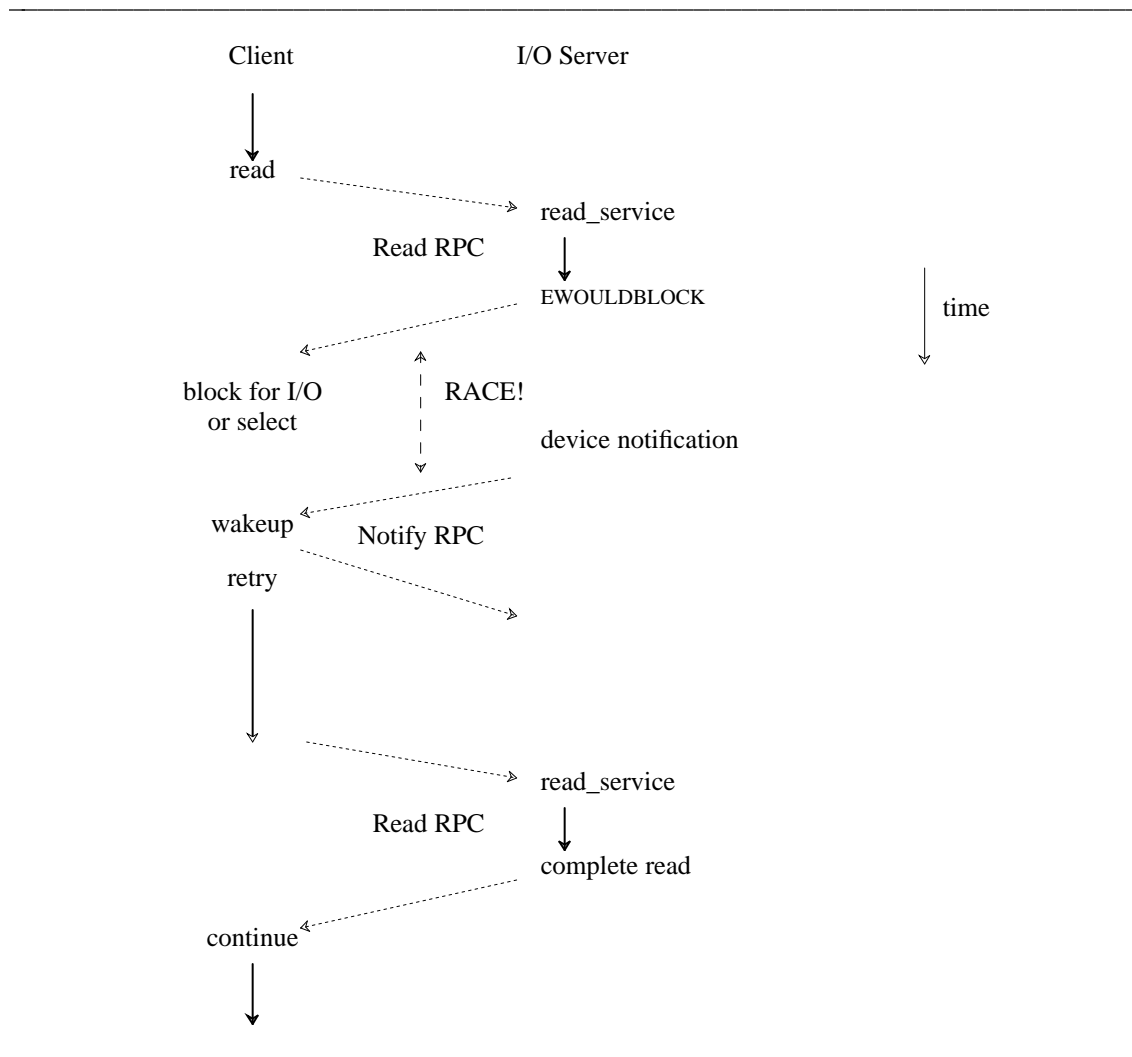 Client I/O Server
read
read_service
Read RPC
EWOULDBLOCK
time
block for I/O
or select
RACE!
device notification
wakeup
Notify RPC
retry
read_service
Read RPC
complete read
continue